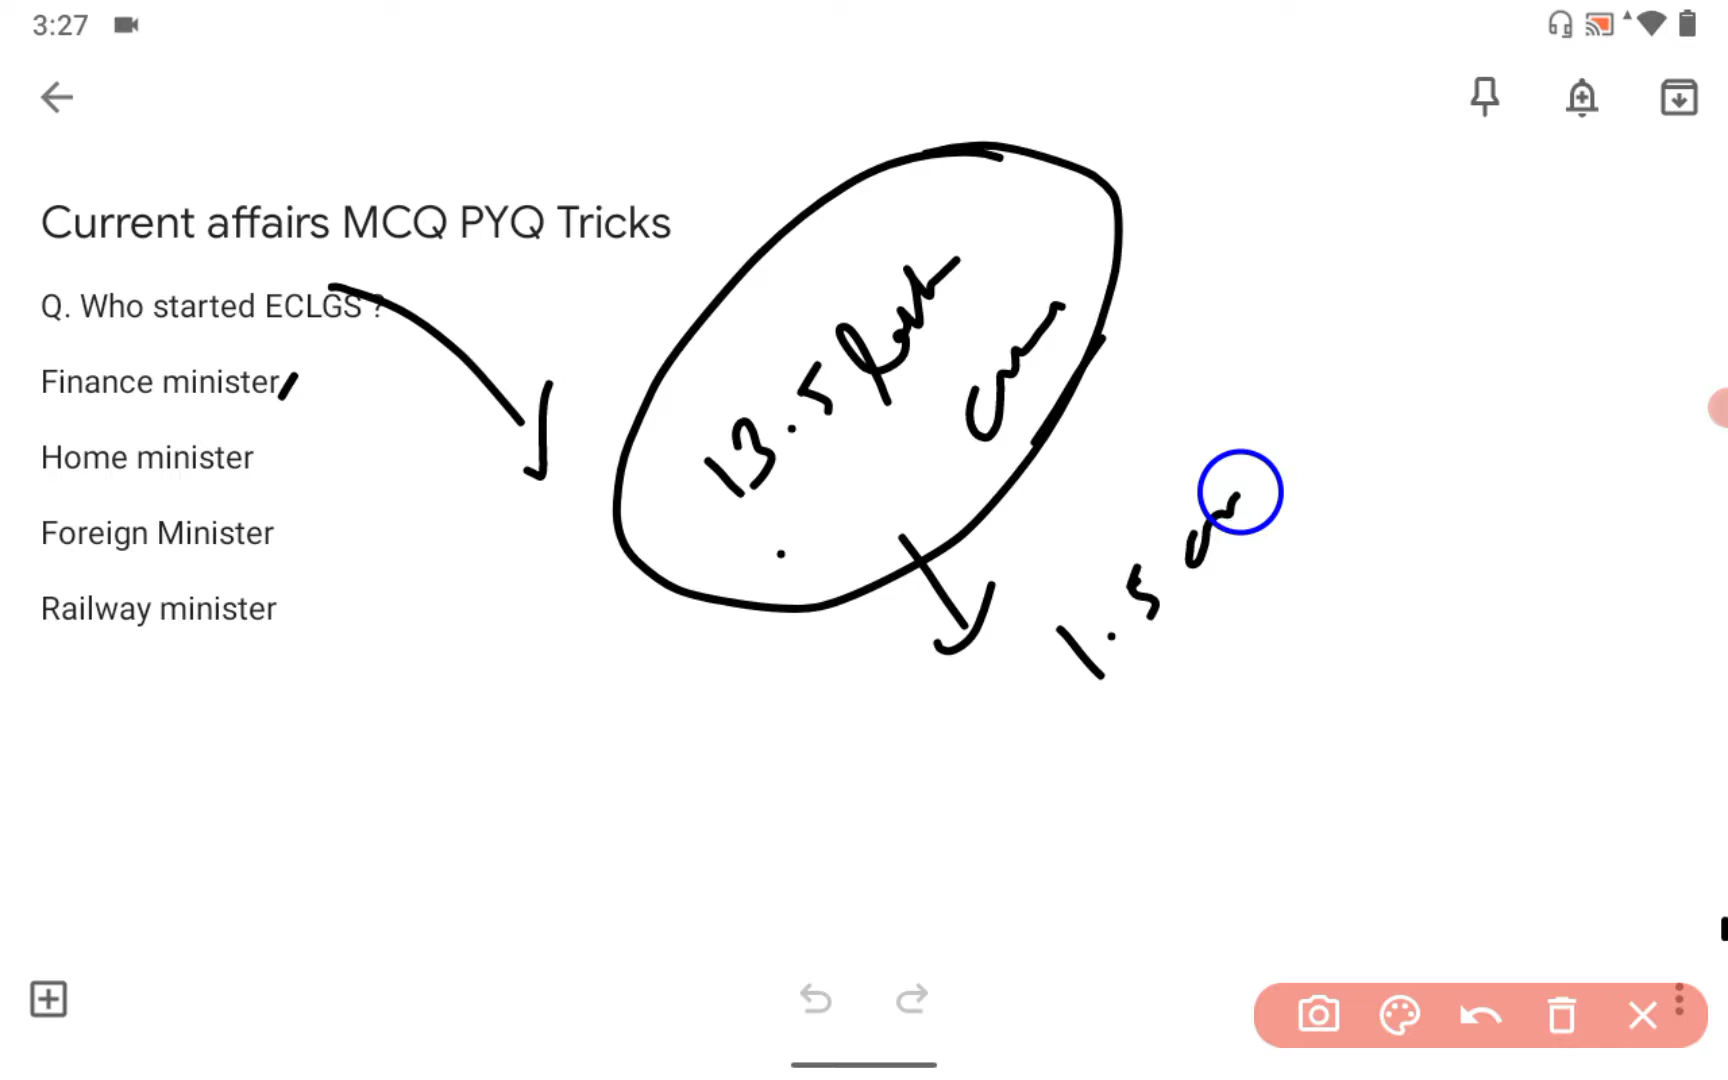 3:27
Current affairs MCQ PYQ Tricks
Q. Who started ECLGS ?
Finance minister
Home minister
Foreign Minister
Railway minister
13.5 lakh
1.5